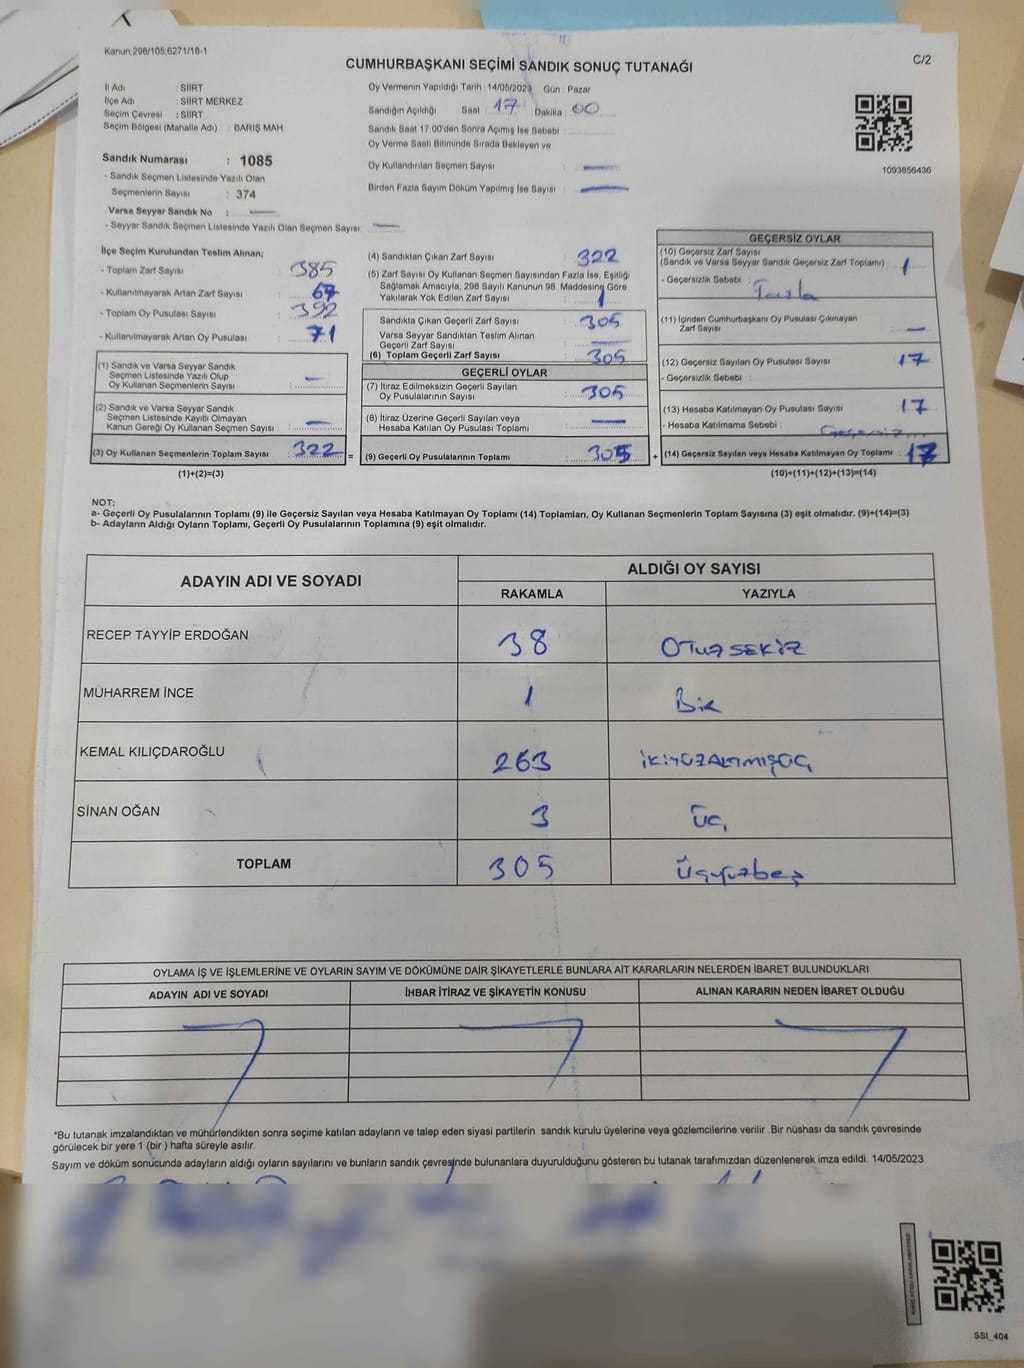 Kanun,298/105,6271/18-1
CUMHURBAŞKANI SEÇİMİ SANDIK SONUÇ TUTANAĞI
C/2
İl Adı : SİİRT
İlçe Adı : SİİRT MERKEZ
Seçim Çevresi : SİİRT
Seçim Bölgesi (Mahalle Adı) : BARIŞ MAH.
Sandık Numarası : 1085
- Sandık Seçmen Listesinde Yazılı Olan
Seçmenlerin Sayısı : 374
Varsa Seyyar Sandık No : —
- Seyyar Sandık Seçmen Listesinde Yazılı Olan Seçmen Sayısı: —
Oy Vermenin Yapıldığı Tarih 14/05/2023 Gün : Pazar
Sandığın Açıldığı Saat : 17 Dakika : 00
Sandık Saat 17.00'den Sonra Açılmış İse Sebebi :
Oy Verme Saati Bitiminde Sırada Bekleyen ve
Oy Kullandırılan Seçmen Sayısı : —
Birden Fazla Sayım Döküm Yapılmış İse Sayısı : —
1093856436
İlçe Seçim Kurulundan Teslim Alınan;
- Toplam Zarf Sayısı : 385
- Kullanılmayarak Artan Zarf Sayısı : 67
- Toplam Oy Pusulası Sayısı : 392
- Kullanılmayarak Artan Oy Pusulası : 71
(1) Sandık ve Varsa Seyyar Sandık
Seçmen Listesinde Yazılı Olup
Oy Kullanan Seçmenlerin Sayısı : —
(2) Sandık ve Varsa Seyyar Sandık
Seçmen Listesinde Kayıtlı Olmayan
Kanun Gereği Oy Kullanan Seçmen Sayısı : —
(3) Oy Kullanan Seçmenlerin Toplam Sayısı : 322 =
(1)+(2)=(3)
(4) Sandıktan Çıkan Zarf Sayısı : 322
(5) Zarf Sayısı Oy Kullanan Seçmen Sayısından Fazla İse, Eşitliği
Sağlamak Amacıyla, 298 Sayılı Kanunun 98. Maddesine Göre
Yakılarak Yok Edilen Zarf Sayısı : 1
Sandıkta Çıkan Geçerli Zarf Sayısı : 305
Varsa Seyyar Sandıktan Teslim Alınan
Geçerli Zarf Sayısı : —
(6) Toplam Geçerli Zarf Sayısı : 305
GEÇERLİ OYLAR
(7) İtiraz Edilmeksizin Geçerli Sayılan
Oy Pusulalarının Sayısı : 305
(8) İtiraz Üzerine Geçerli Sayılan veya
Hesaba Katılan Oy Pusulası Toplamı : —
(9) Geçerli Oy Pusulalarının Toplamı : 305 +
GEÇERSİZ OYLAR
(10) Geçersiz Zarf Sayısı
(Sandık ve Varsa Seyyar Sandık Geçersiz Zarf Toplamı) : 1
- Geçersizlik Sebebi : Fazla
(11) İçinden Cumhurbaşkanı Oy Pusulası Çıkmayan
Zarf Sayısı : —
(12) Geçersiz Sayılan Oy Pusulası Sayısı : 17
- Geçersizlik Sebebi :
(13) Hesaba Katılmayan Oy Pusulası Sayısı : 17
- Hesaba Katılmama Sebebi : Geçersiz
(14) Geçersiz Sayılan veya Hesaba Katılmayan Oy Toplamı : 17
(10)+(11)+(12)+(13)=(14)
NOT:
a- Geçerli Oy Pusulalarının Toplamı (9) ile Geçersiz Sayılan veya Hesaba Katılmayan Oy Toplamı (14) Toplamları, Oy Kullanan Seçmenlerin Toplam Sayısına (3) eşit olmalıdır. (9)+(14)=(3)
b- Adayların Aldığı Oyların Toplamı, Geçerli Oy Pusulalarının Toplamına (9) eşit olmalıdır.
ADAYIN ADI VE SOYADI
ALDIĞI OY SAYISI
RAKAMLA YAZIYLA
RECEP TAYYİP ERDOĞAN 38 OTUZSEKİZ
MUHARREM İNCE 1 Bir
KEMAL KILIÇDAROĞLU 263 İKİYÜZALTMIŞÜÇ
SİNAN OĞAN 3 ÜÇ
TOPLAM 305 Üçyüzbeş
OYLAMA İŞ VE İŞLEMLERİNE VE OYLARIN SAYIM VE DÖKÜMÜNE DAİR ŞİKAYETLERLE BUNLARA AİT KARARLARIN NELERDEN İBARET BULUNDUKLARI
ADAYIN ADI VE SOYADI İHBAR İTİRAZ VE ŞİKAYETİN KONUSU ALINAN KARARIN NEDEN İBARET OLDUĞU
*Bu tutanak imzalandıktan ve mühürlendikten sonra seçime katılan adayların ve talep eden siyasi partilerin sandık kurulu üyelerine veya gözlemcilerine verilir. Bir nüshası da sandık çevresinde
görülecek bir yere 1 (bir) hafta süreyle asılır.
Sayım ve döküm sonucunda adayların aldığı oyların sayılarını ve bunların sandık çevresinde bulunanlara duyurulduğunu gösteren bu tutanak tarafımızdan düzenlenerek imza edildi. 14/05/2023
SSI_404